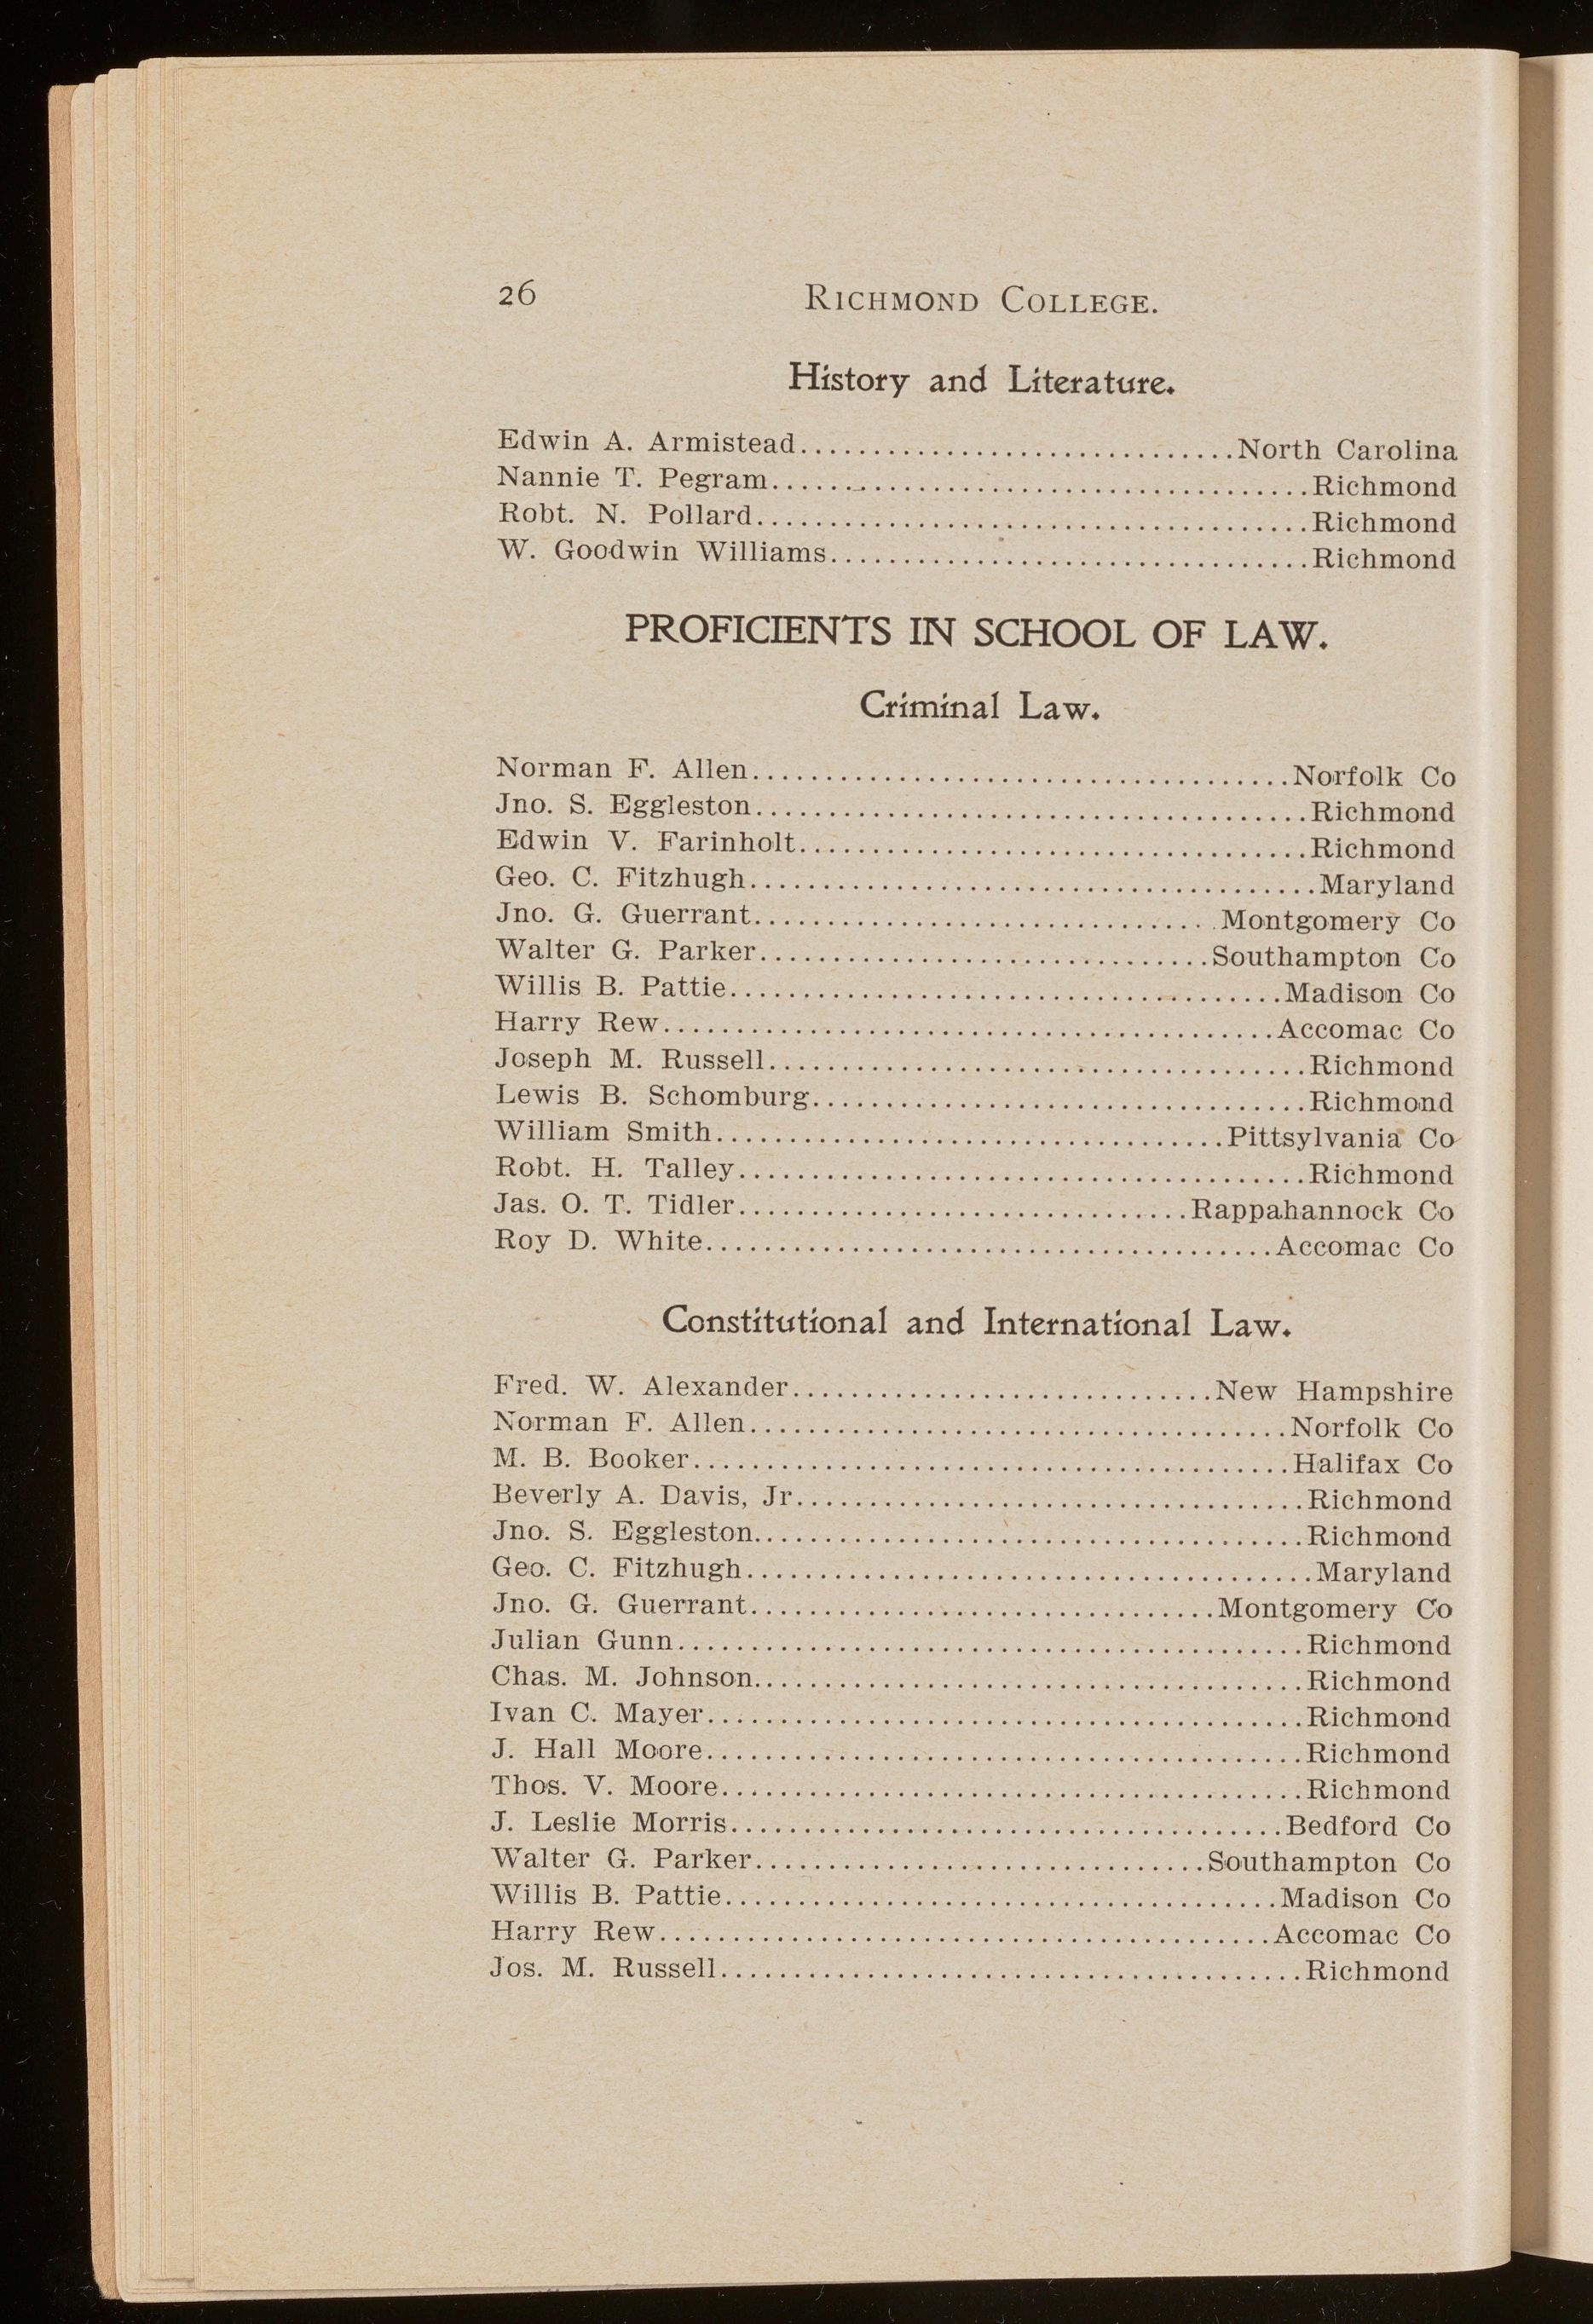 26
RICHMOND COLLEGE.
History and Literature.
Edwin A. Armistead..............................North Carolina
Nannie T. Pegram.....................................Richmond
Robt. N. Pollard......................................Richmond
W. Goodwin Williams.................................Richmond
PROFICIENTS IN SCHOOL OF LAW.
Criminal Law.
Norman F. Allen.....................................Norfolk Co
Jno. S. Eggleston......................................Richmond
Edwin V. Farinholt...................................Richmond
Geo. C. Fitzhugh.......................................Maryland
Jno. G. Guerrant................................Montgomery Co
Walter G. Parker...............................Southampton Co
Willis B. Pattie......................................Madison Co
Harry Rew..........................................Accomac Co
Joseph M. Russell.....................................Richmond
Lewis B. Schomburg..................................Richmond
William Smith...................................Pittsylvania Co
Robt. H. Talley.......................................Richmond
Jas. O. T. Tidler...............................Rappahannock Co
Roy D. White.......................................Accomac Co
Constitutional and International Law.
Fred. W. Alexander.............................New Hampshire
Norman F. Allen.....................................Norfolk Co
M. B. Booker.........................................Halifax Co
Beverly A. Davis, Jr...................................Richmond
Jno. S. Eggleston......................................Richmond
Geo. C. Fitzhugh.......................................Maryland
Jno. G. Guerrant................................Montgomery Co
Julian Gunn...........................................Richmond
Chas. M. Johnson......................................Richmond
Ivan C. Mayer.........................................Richmond
J. Hall Moore.........................................Richmond
Thos. V. Moore........................................Richmond
J. Leslie Morris......................................Bedford Co
Walter G. Parker...............................Southampton Co
Willis B. Pattie......................................Madison Co
Harry Rew..........................................Accomac Co
Jos. M. Russell........................................Richmond